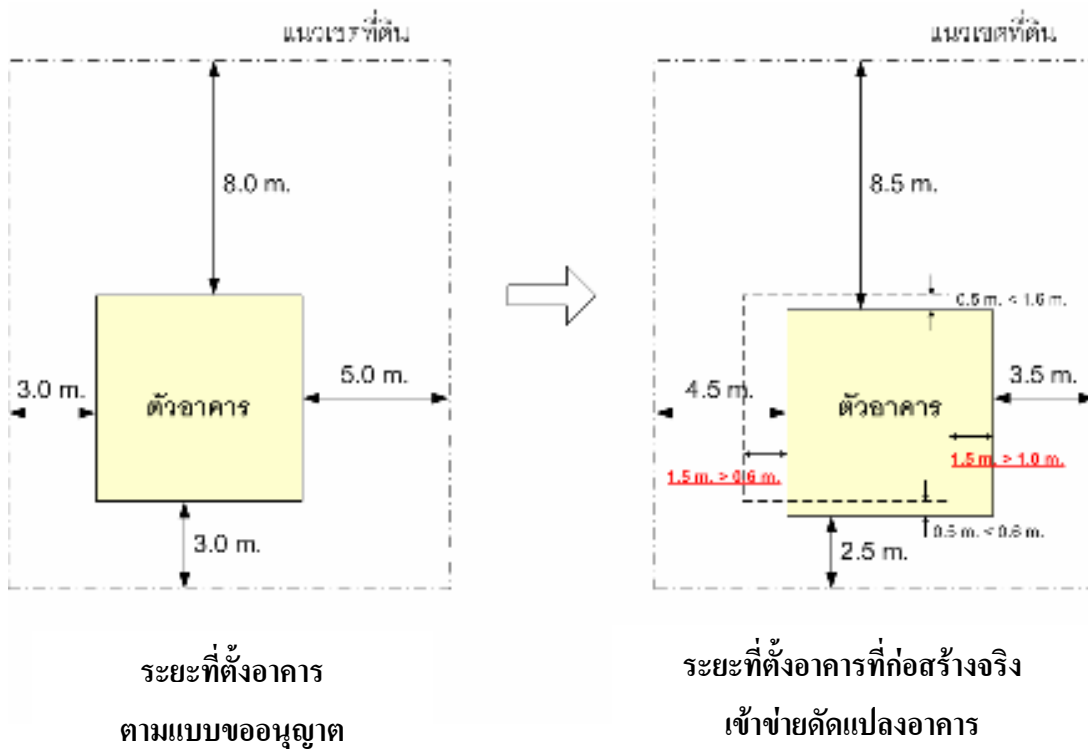 แนวเขตที่ดิน
8.0 m.
3.0 m.
5.0 m.
ตัวอาคาร
3.0 m.
ระยะที่ตั้งอาคาร
ตามแบบขออนุญาต
แนวเขตที่ดิน
8.5 m.
0.5 m. < 1.6 m.
4.5 m.
3.5 m.
ตัวอาคาร
1.5 m. > 0.6 m.
1.5 m. > 1.0 m.
0.5 m. < 0.6 m.
2.5 m.
ระยะที่ตั้งอาคารที่ก่อสร้างจริง
เข้าข่ายดัดแปลงอาคาร